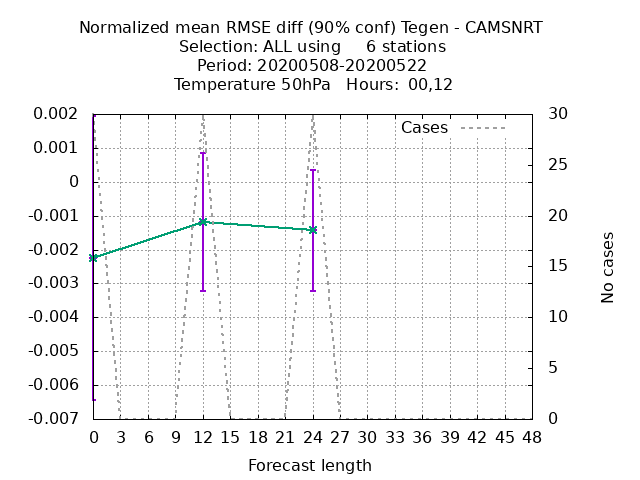 Normalized mean RMSE diff (90% conf) Tegen - CAMSNRT
Selection: ALL using     6 stations
Period: 20200508-20200522
Temperature 50hPa   Hours: 00,12
Cases
0.002
0.001
0
-0.001
-0.002
-0.003
-0.004
-0.005
-0.006
-0.007
30
25
20
15
10
5
0
No cases
0 3 6 9 12 15 18 21 24 27 30 33 36 39 42 45 48
Forecast length